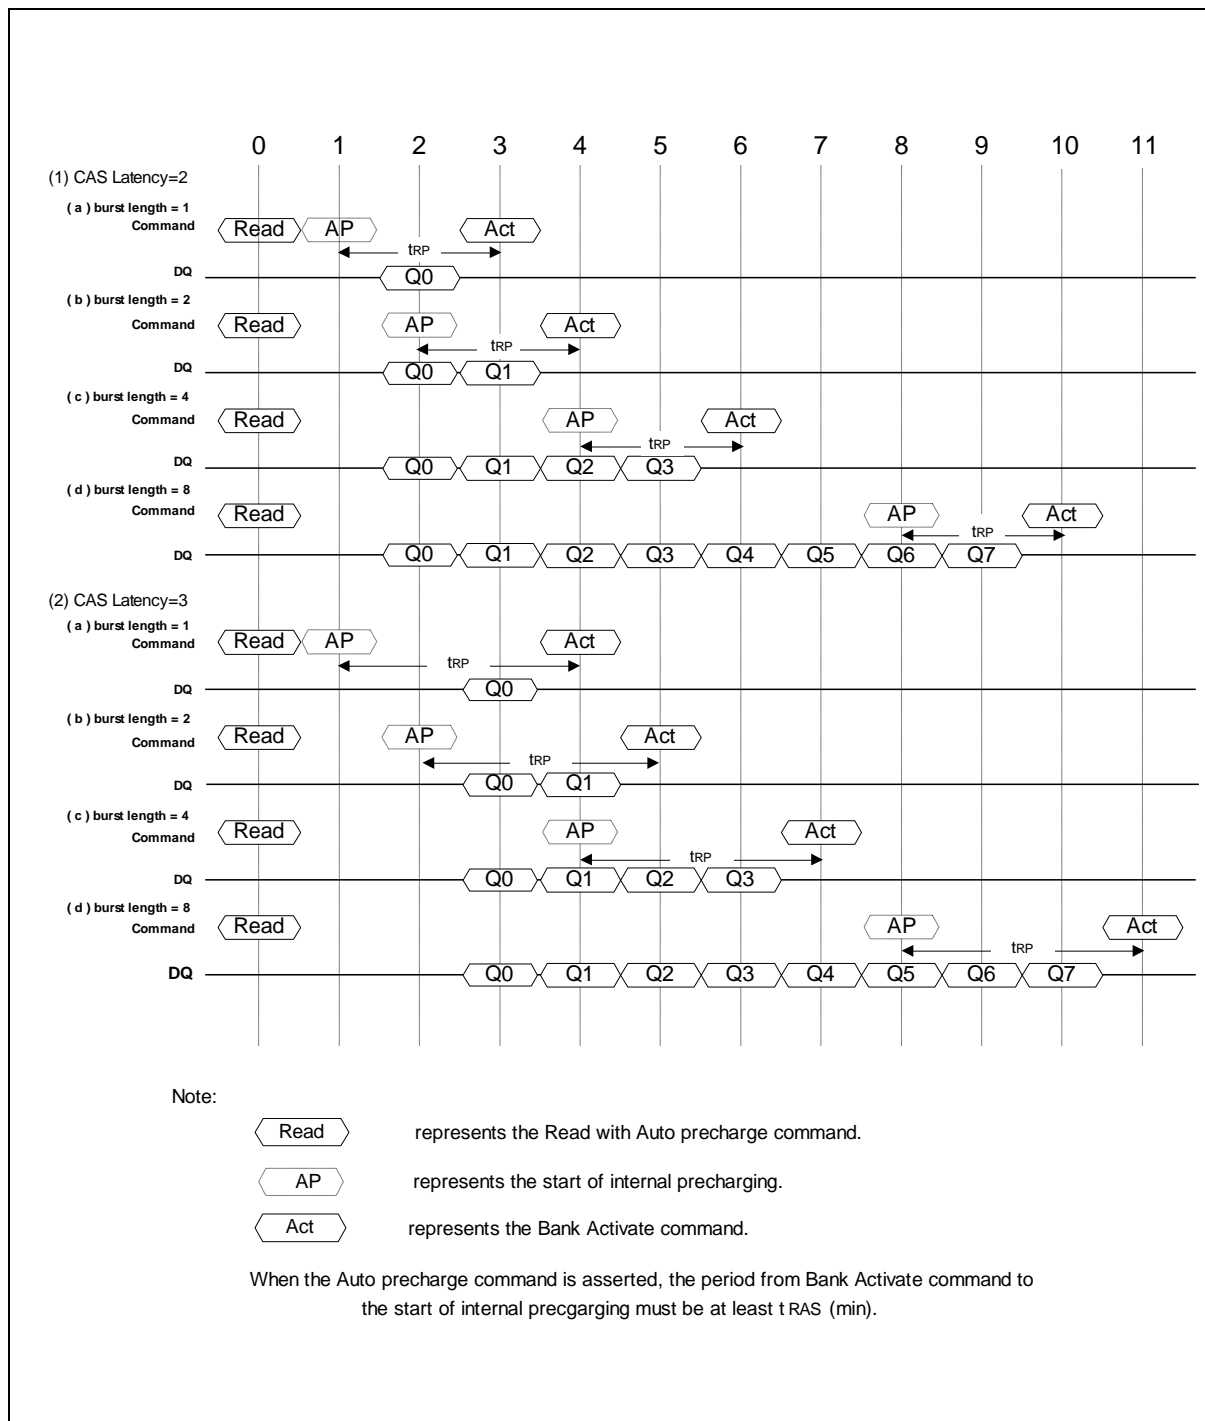 0 1 2 3 4 5 6 7 8 9 10 11
(1) CAS Latency=2
( a ) burst length = 1
Command Read AP Act
tRP
DQ Q0
( b ) burst length = 2
Command Read AP Act
tRP
DQ Q0 Q1
( c ) burst length = 4
Command Read AP Act
tRP
DQ Q0 Q1 Q2 Q3
( d ) burst length = 8
Command Read AP Act
tRP
DQ Q0 Q1 Q2 Q3 Q4 Q5 Q6 Q7
(2) CAS Latency=3
( a ) burst length = 1
Command Read AP Act
tRP
DQ Q0
( b ) burst length = 2
Command Read AP Act
tRP
DQ Q0 Q1
( c ) burst length = 4
Command Read AP Act
tRP
DQ Q0 Q1 Q2 Q3
( d ) burst length = 8
Command Read AP Act
tRP
DQ Q0 Q1 Q2 Q3 Q4 Q5 Q6 Q7
Note:
Read represents the Read with Auto precharge command.
AP represents the start of internal precharging.
Act represents the Bank Activate command.
When the Auto precharge command is asserted, the period from Bank Activate command to
the start of internal precgarging must be at least t RAS (min).